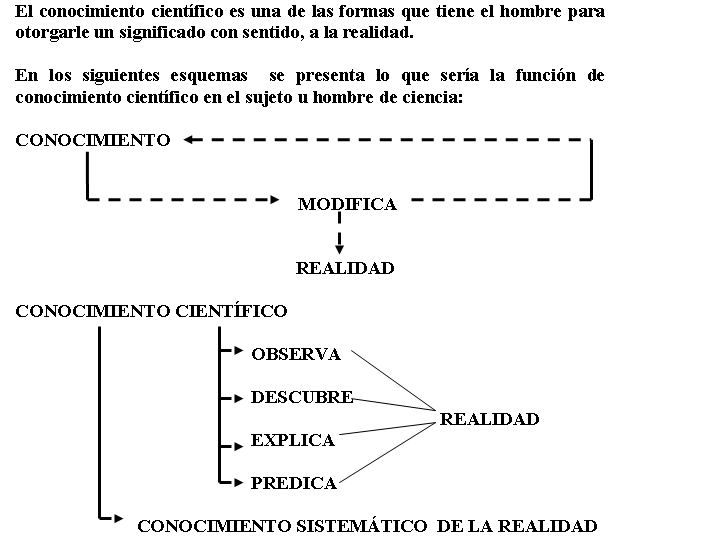 El conocimiento científico es una de las formas que tiene el hombre para
otorgarle un significado con sentido, a la realidad.
En los siguientes esquemas se presenta lo que sería la función de
conocimiento científico en el sujeto u hombre de ciencia:
CONOCIMIENTO
MODIFICA
REALIDAD
CONOCIMIENTO CIENTÍFICO
OBSERVA
DESCUBRE
REALIDAD
EXPLICA
PREDICA
CONOCIMIENTO SISTEMÁTICO DE LA REALIDAD